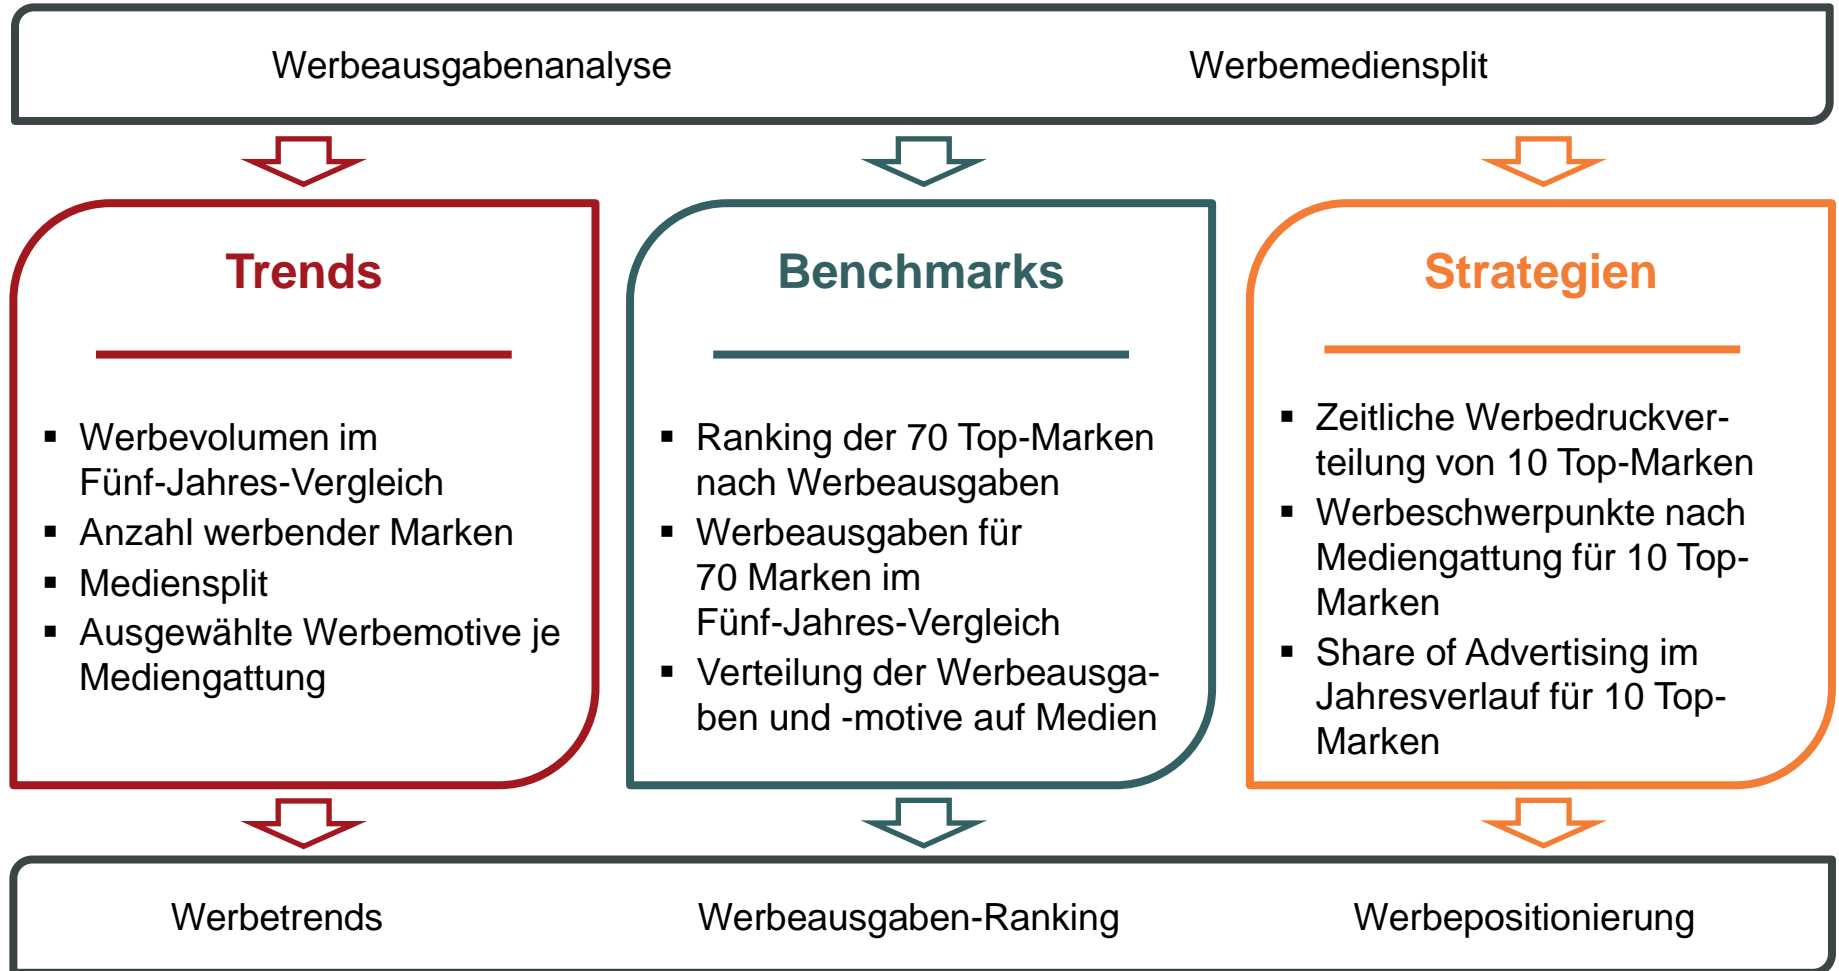 Werbeausgabenanalyse
Werbemediensplit
Trends
▪ Werbevolumen im
Fünf-Jahres-Vergleich
▪ Anzahl werbender Marken
▪ Mediensplit
▪ Ausgewählte Werbemotive je
Mediengattung
Benchmarks
▪ Ranking der 70 Top-Marken
nach Werbeausgaben
▪ Werbeausgaben für
70 Marken im
Fünf-Jahres-Vergleich
▪ Verteilung der Werbeausga-
ben und -motive auf Medien
Strategien
▪ Zeitliche Werbedruckver-
teilung von 10 Top-Marken
▪ Werbeschwerpunkte nach
Mediengattung für 10 Top-
Marken
▪ Share of Advertising im
Jahresverlauf für 10 Top-
Marken
Werbetrends
Werbeausgaben-Ranking
Werbepositionierung